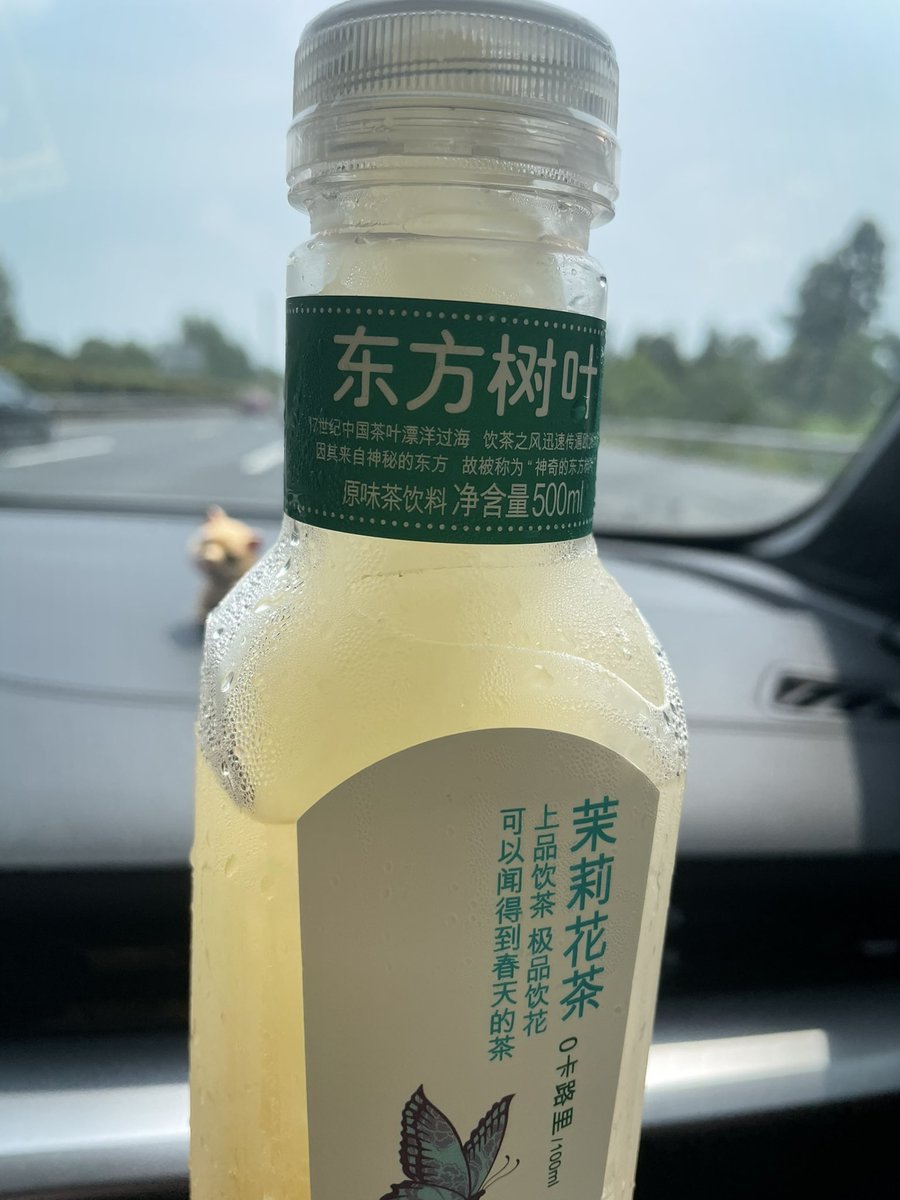 东方树叶
17世纪中国茶叶漂洋过海 饮茶之风迅速传遍
因其来自神秘的东方 故被称为“神奇的东方
原味茶饮料 净含量500ml
茉莉花茶 0卡路里/100ml
上品饮茶 极品饮花
可以闻得到春天的茶